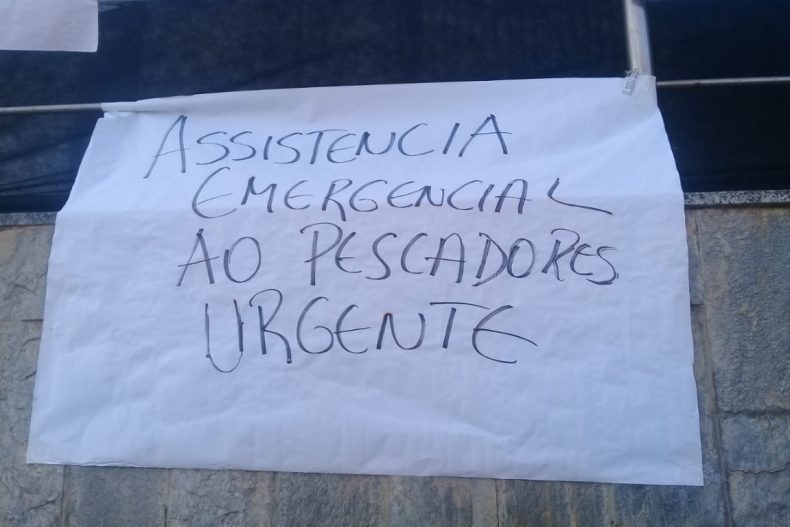 ASSISTENCIA
EMERGENCIAL
AO PESCADORES
URGENTE